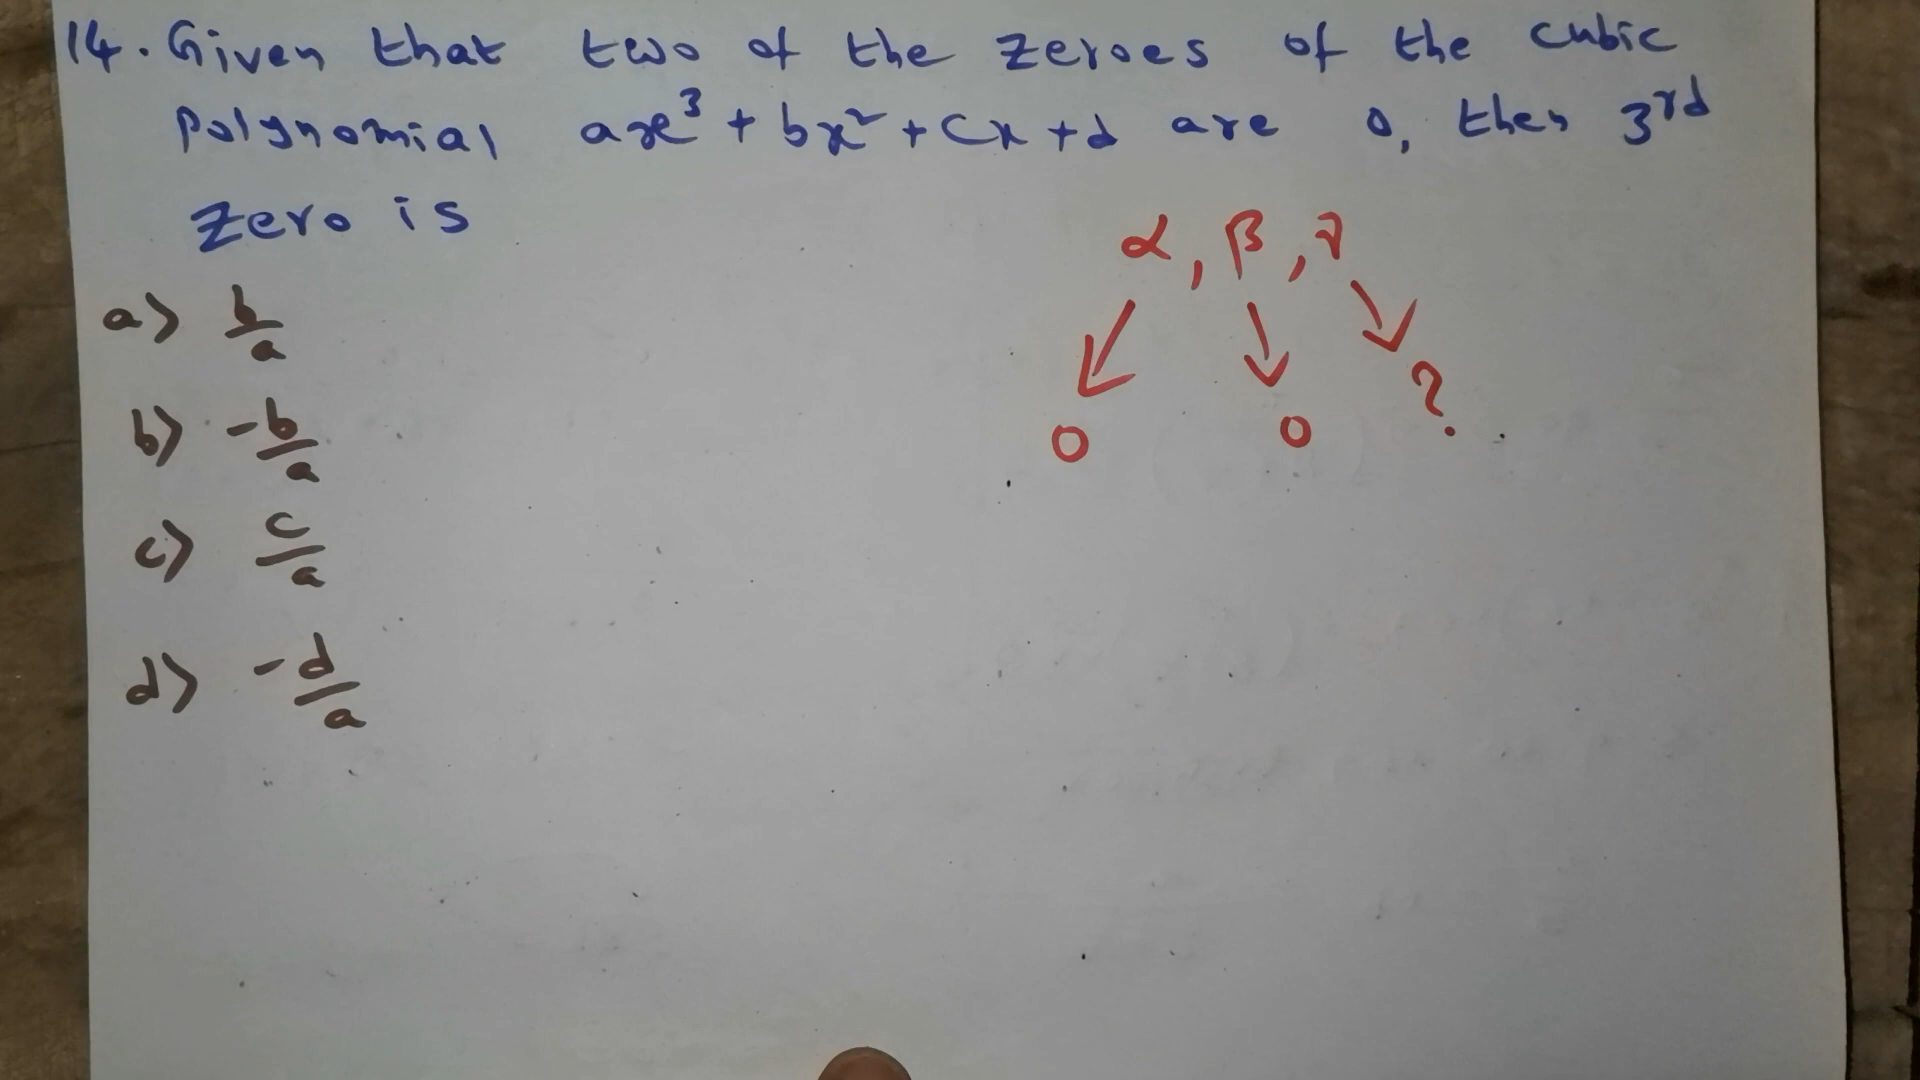 14. Given that two of the zeroes of the cubic
Polynomial ax³ + bx² + cx + d are 0, then 3rd
Zero is
α, β, γ
0 0 ?
a) b/a
b) -b/a
c) c/a
d) -d/a